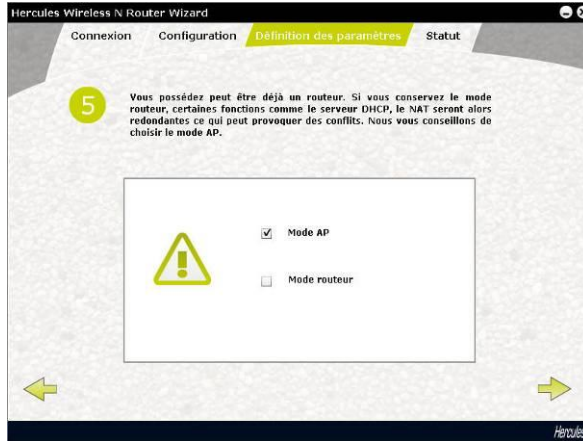 Hercules Wireless N Router Wizard
Connexion Configuration Définition des paramètres Statut
5
Vous possédez peut être déjà un routeur. Si vous conservez le mode
routeur, certaines fonctions comme le serveur DHCP, le NAT seront alors
redondantes ce qui peut provoquer des conflits. Nous vous conseillons de
choisir le mode AP.
Mode AP
Mode routeur
Hercules